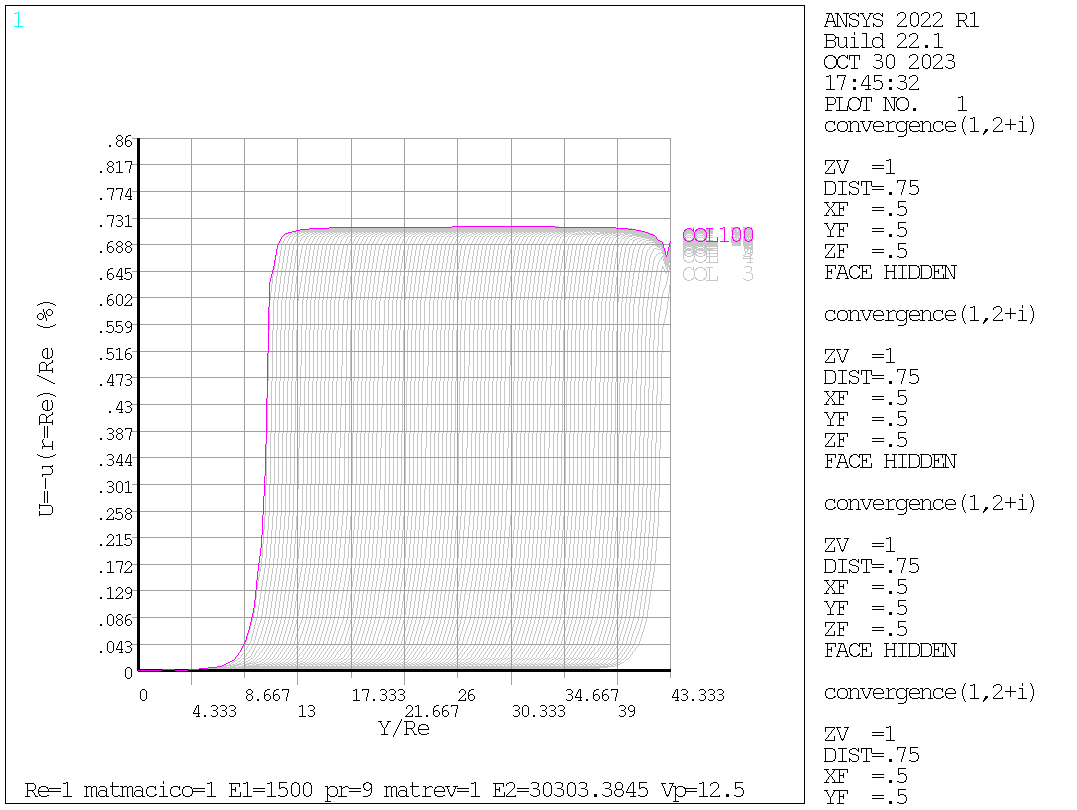 1
ANSYS 2022 R1
Build 22.1
OCT 30 2023
17:45:32
PLOT NO. 1
convergence(1,2+i)
ZV =1
DIST=.75
XF =.5
YF =.5
ZF =.5
FACE HIDDEN
convergence(1,2+i)
ZV =1
DIST=.75
XF =.5
YF =.5
ZF =.5
FACE HIDDEN
convergence(1,2+i)
ZV =1
DIST=.75
XF =.5
YF =.5
ZF =.5
FACE HIDDEN
convergence(1,2+i)
ZV =1
DIST=.75
XF =.5
YF =.5
.86
.817
.774
.731
.688
.645
.602
.559
.516
.473
.43
.387
.344
.301
.258
.215
.172
.129
.086
.043
0
U=-u(r=Re)/Re (%)
COL100
COL 3
0 8.667 17.333 26 34.667 43.333
4.333 13 21.667 30.333 39
Y/Re
Re=1 matmacico=1 E1=1500 pr=9 matrev=1 E2=30303.3845 Vp=12.5